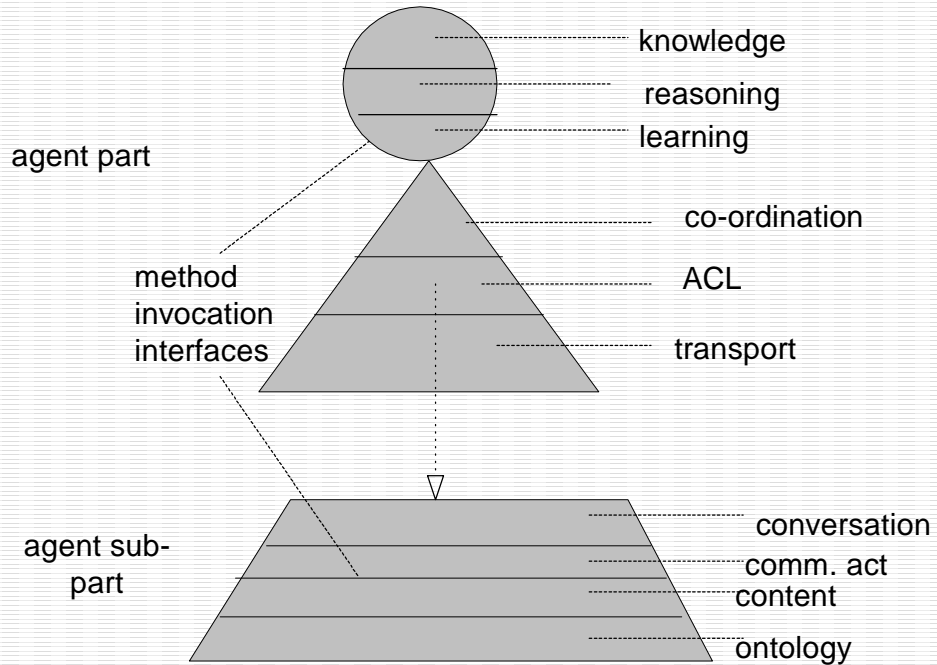 knowledge
reasoning
learning
agent part
co-ordination
method
invocation
interfaces
ACL
transport
agent sub-
part
conversation
comm. act
content
ontology